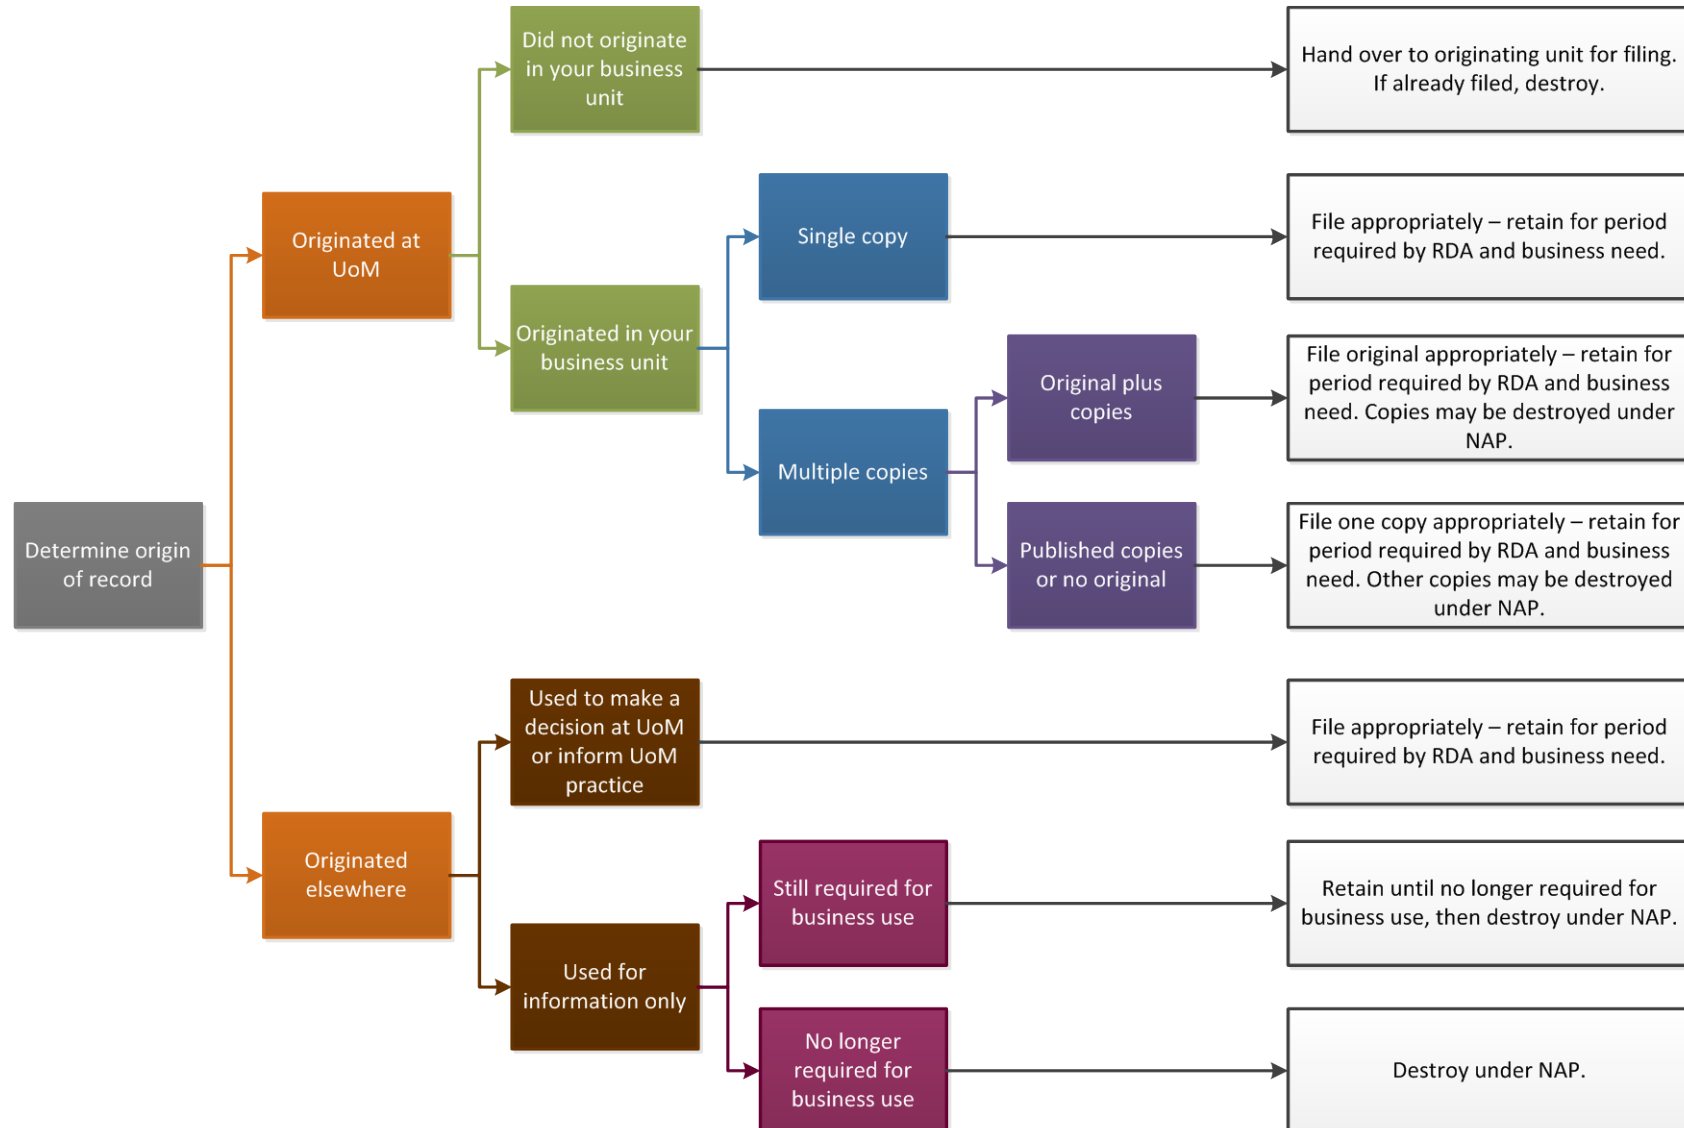 Did not originate
in your business
unit
Hand over to originating unit for filing.
If already filed, destroy.
Originated at
UoM
Single copy
File appropriately – retain for period
required by RDA and business need.
Originated in your
business unit
Original plus
copies
File original appropriately – retain for
period required by RDA and business
need. Copies may be destroyed under
NAP.
Multiple copies
Determine origin
of record
Published copies
or no original
File one copy appropriately – retain for
period required by RDA and business
need. Other copies may be destroyed
under NAP.
Used to make a
decision at UoM
or inform UoM
practice
File appropriately – retain for period
required by RDA and business need.
Originated
elsewhere
Still required for
business use
Retain until no longer required for
business use, then destroy under NAP.
Used for
information only
No longer
required for
business use
Destroy under NAP.